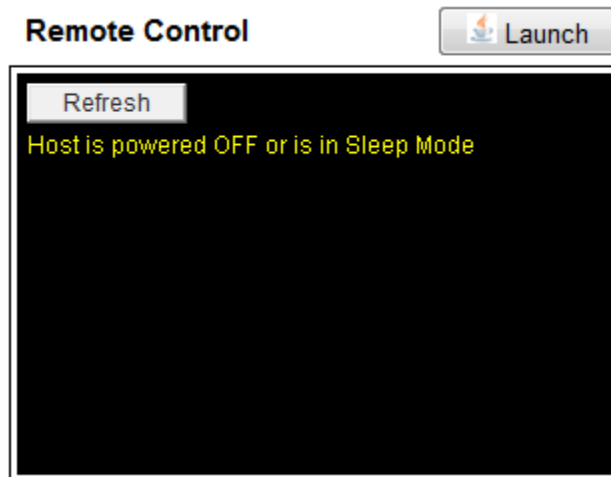 Remote Control
Launch
Refresh
Host is powered OFF or is in Sleep Mode